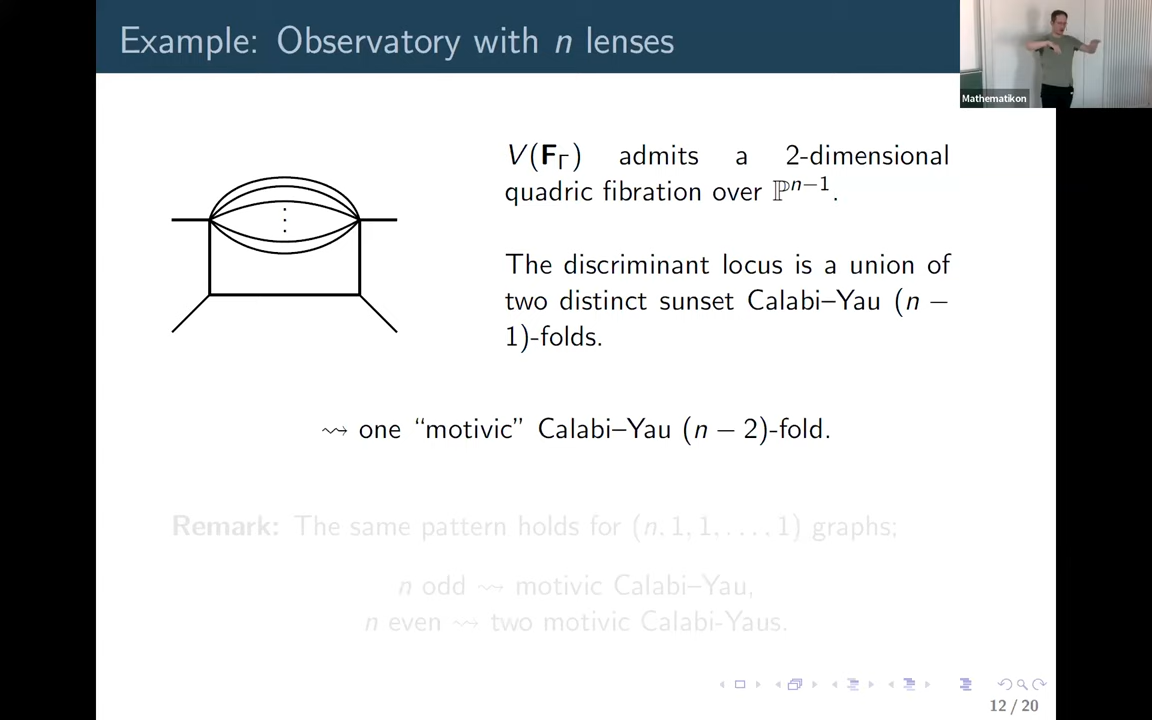 Example: Observatory with n lenses
Mathematikon
V(F_Γ) admits a 2-dimensional
quadric fibration over ℙ^{n−1}.
The discriminant locus is a union of
two distinct sunset Calabi–Yau (n −
1)-folds.
⇝ one “motivic” Calabi–Yau (n − 2)-fold.
Remark: The same pattern holds for (n, 1, 1, . . . , 1) graphs;
n odd ⇝ motivic Calabi–Yau,
n even ⇝ two motivic Calabi-Yaus.
12 / 20